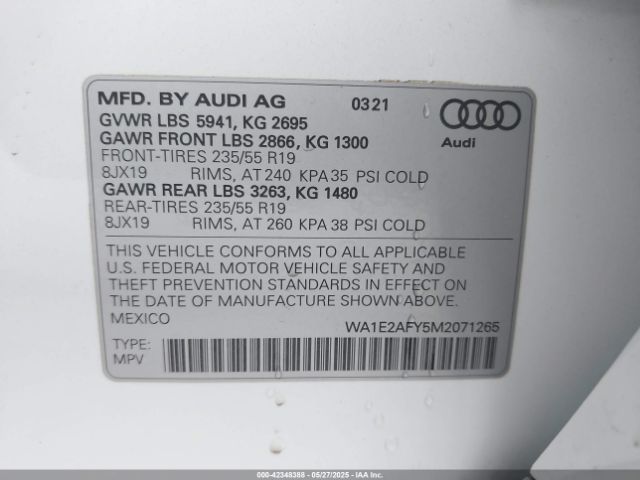 MFD. BY AUDI AG 0321
GVWR LBS 5941, KG 2695
GAWR FRONT LBS 2866, KG 1300
FRONT-TIRES 235/55 R19
8JX19 RIMS, AT 240 KPA 35 PSI COLD
GAWR REAR LBS 3263, KG 1480
REAR-TIRES 235/55 R19
8JX19 RIMS, AT 260 KPA 38 PSI COLD
Audi
THIS VEHICLE CONFORMS TO ALL APPLICABLE
U.S. FEDERAL MOTOR VEHICLE SAFETY AND
THEFT PREVENTION STANDARDS IN EFFECT ON
THE DATE OF MANUFACTURE SHOWN ABOVE.
MEXICO WA1E2AFY5M2071265
TYPE:
MPV
000-42348388 - 05/27/2025 - IAA Inc.